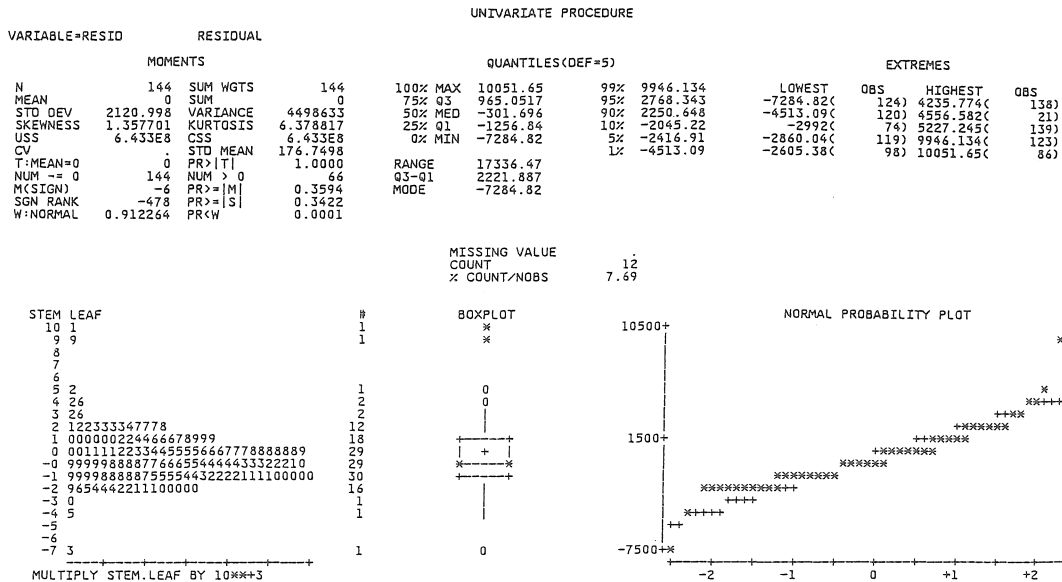 UNIVARIATE PROCEDURE
VARIABLE=RESID RESIDUAL
MOMENTS
N 144 SUM WGTS 144
MEAN 0 SUM 0
STD DEV 2120.998 VARIANCE 4498633
SKEWNESS 1.357701 KURTOSIS 6.378817
USS 6.433E8 CSS 6.433E8
CV . STD MEAN 176.7498
T:MEAN=0 0 PR>|T| 1.0000
NUM ¬= 0 144 NUM > 0 66
M(SIGN) -6 PR>=|M| 0.3594
SGN RANK -478 PR>=|S| 0.3422
W:NORMAL 0.912264 PR<W 0.0001
QUANTILES(DEF=5)
100% MAX 10051.65 99% 9946.134
75% Q3 965.0517 95% 2768.343
50% MED -301.696 90% 2250.648
25% Q1 -1256.84 10% -2045.22
0% MIN -7284.82 5% -2416.91
1% -4513.09
RANGE 17336.47
Q3-Q1 2221.887
MODE -7284.82
EXTREMES
LOWEST OBS HIGHEST OBS
-7284.82( 124) 4235.774( 138)
-4513.09( 120) 4556.582( 21)
-2992( 74) 5227.245( 139)
-2860.04( 119) 9946.134( 123)
-2605.38( 98) 10051.65( 86)
MISSING VALUE .
COUNT 12
% COUNT/NOBS 7.69
STEM LEAF # BOXPLOT
10 1 1 *
9 9 1 *
8
7
6
5 2 1 0
4 26 2 0
3 26 2 |
2 122333347778 12 |
1 000000224466678999 18 +-----+
0 00111122334455556667778888889 29 | + |
-0 99999888877666554444433322210 29 *-----*
-1 999988888755555443222211110000 30 +-----+
-2 9654442211100000 16 |
-3 0 1 |
-4 5 1 |
-5
-6
-7 3 1 0
MULTIPLY STEM.LEAF BY 10**+3
NORMAL PROBABILITY PLOT
10500+
1500+
-7500+
-2 -1 0 +1 +2